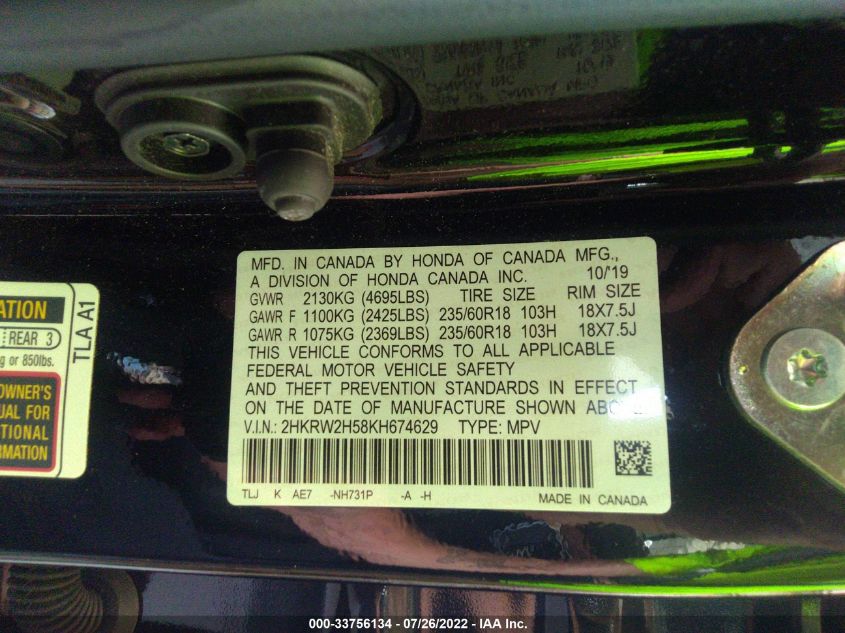 MFD. IN CANADA BY HONDA OF CANADA MFG.,
A DIVISION OF HONDA CANADA INC. 10/'19
GVWR 2130KG (4695LBS) TIRE SIZE RIM SIZE
GAWR F 1100KG (2425LBS) 235/60R18 103H 18X7.5J
GAWR R 1075KG (2369LBS) 235/60R18 103H 18X7.5J
THIS VEHICLE CONFORMS TO ALL APPLICABLE
FEDERAL MOTOR VEHICLE SAFETY
AND THEFT PREVENTION STANDARDS IN EFFECT
ON THE DATE OF MANUFACTURE SHOWN ABOVE.
V.I.N.: 2HKRW2H58KH674629 TYPE: MPV
TLJ K AE7 -NH731P -A -H
MADE IN CANADA
REAR 3
or 850lbs.
OWNER'S
FOR
TLA A1
000-33756134 - 07/26/2022 - IAA Inc.